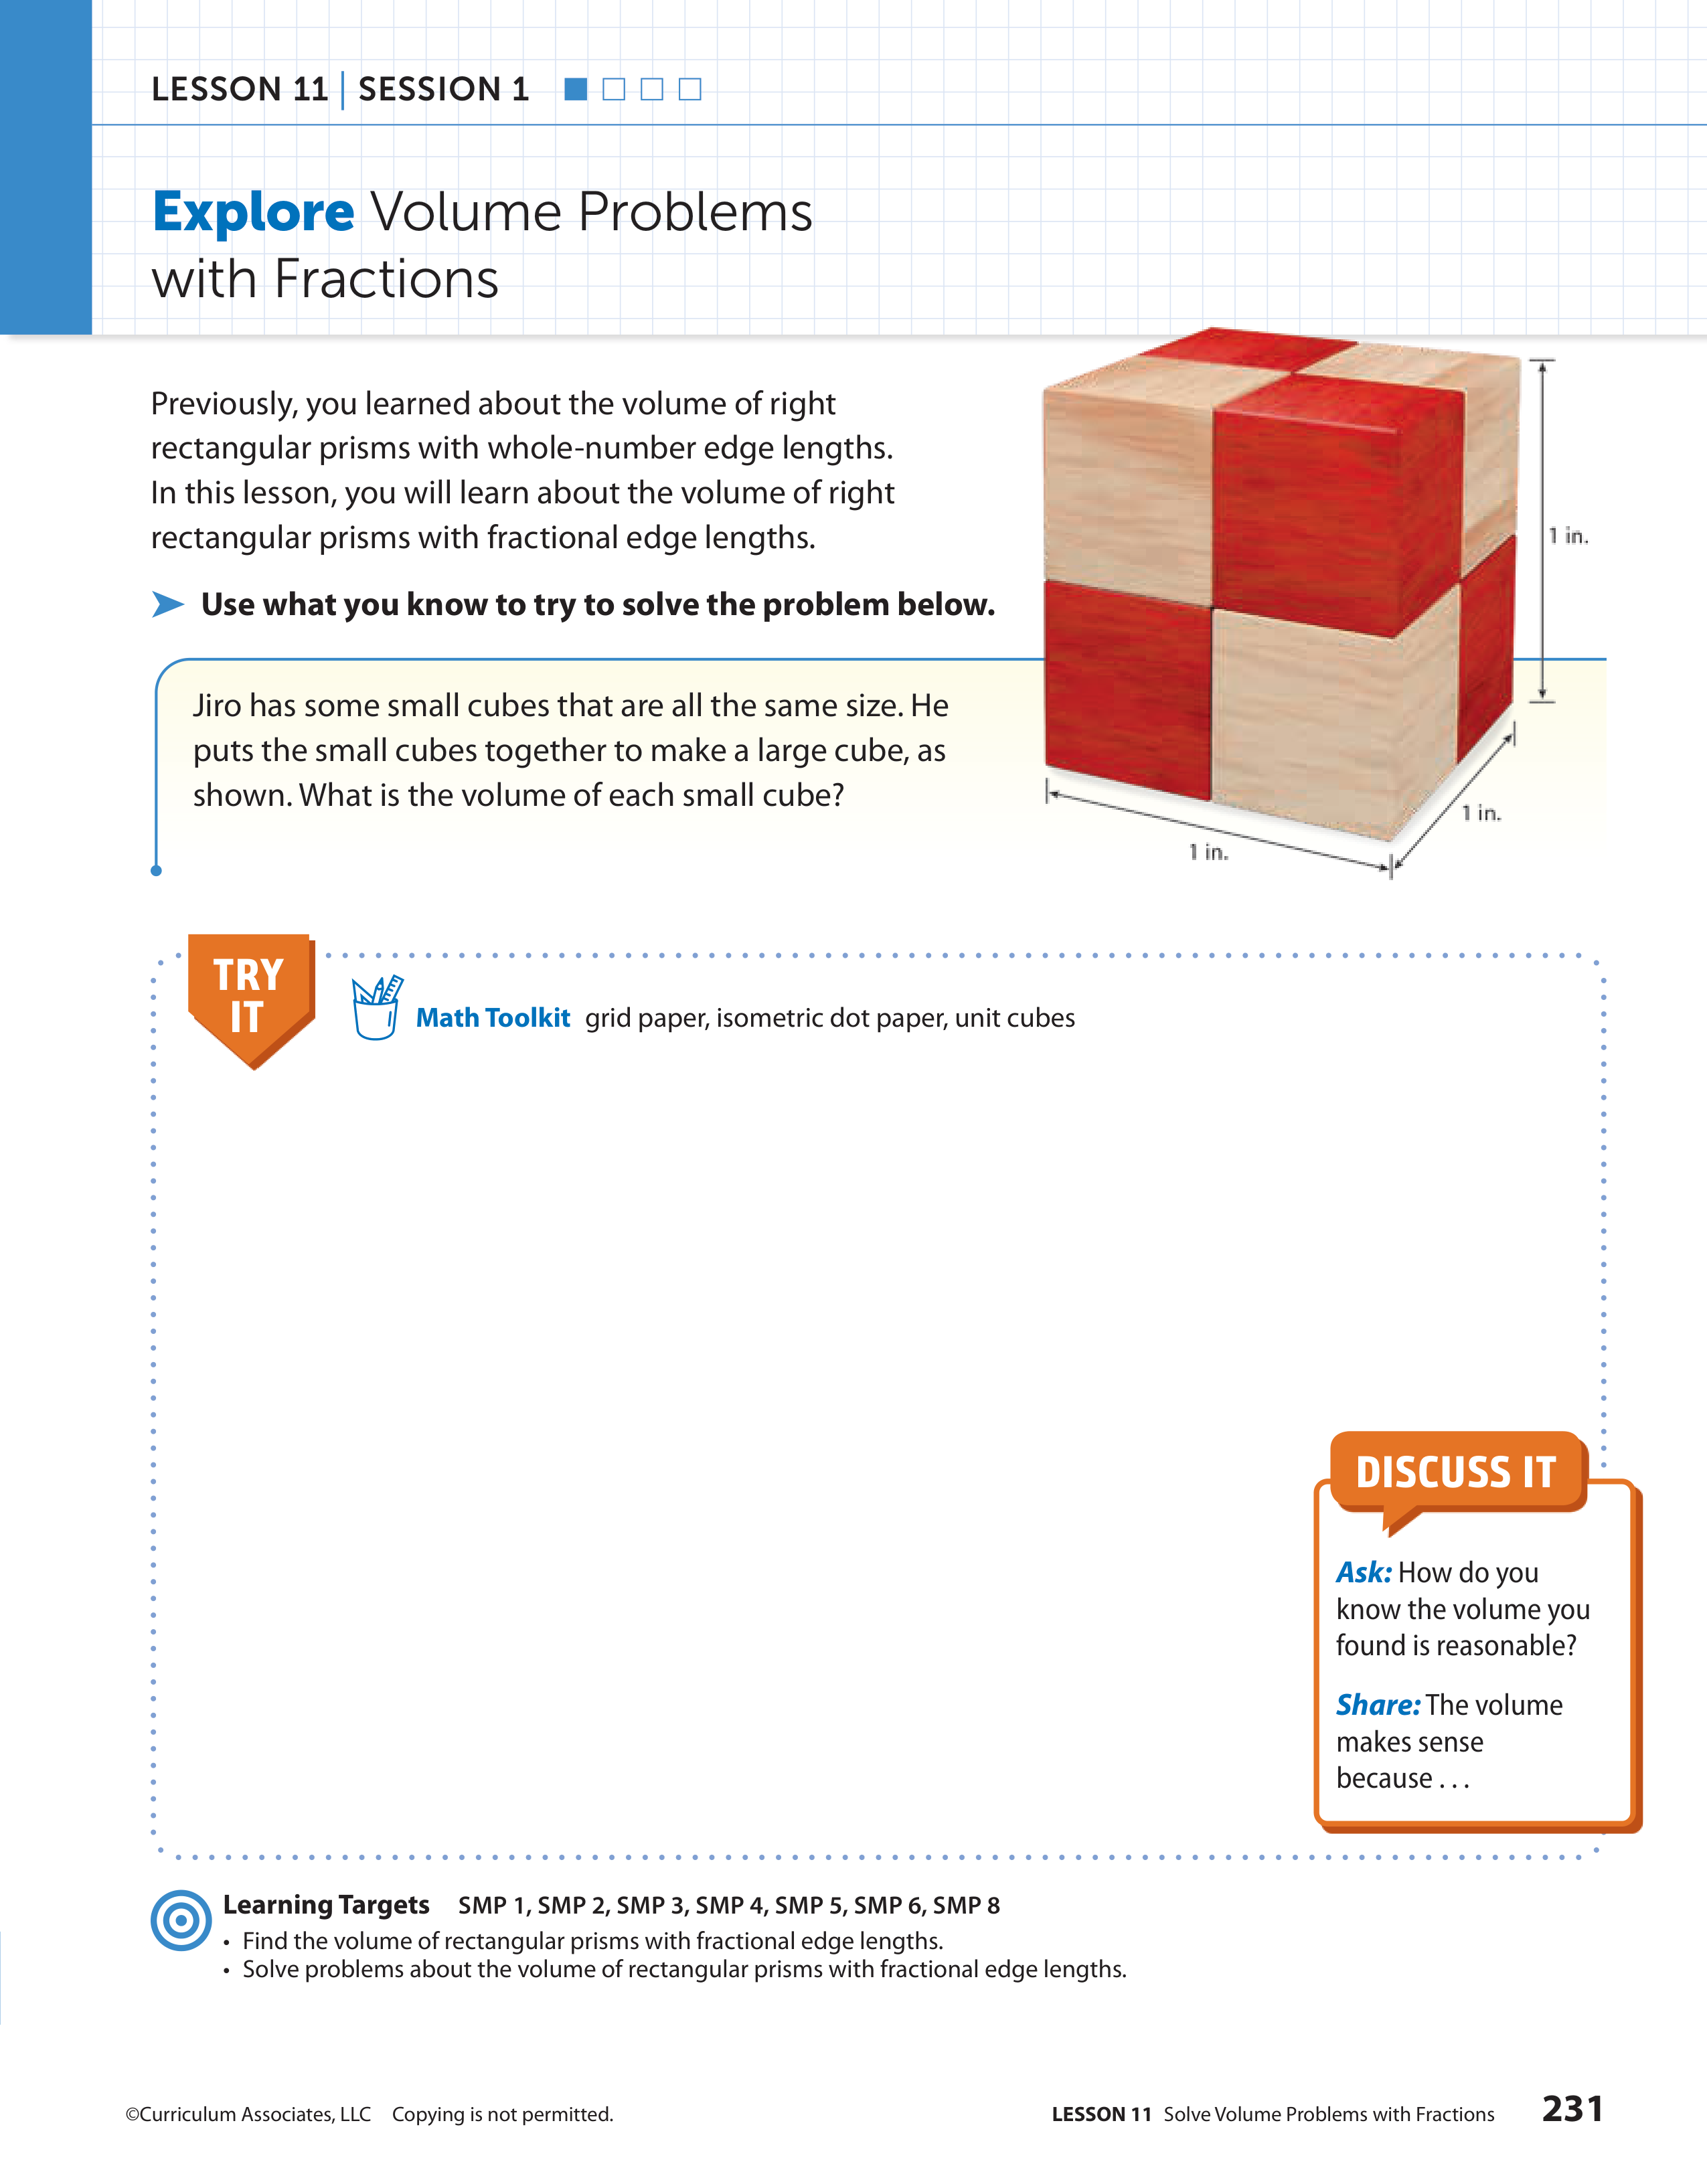 LESSON 11 | SESSION 1
Explore Volume Problems
with Fractions
Previously, you learned about the volume of right
rectangular prisms with whole-number edge lengths.
In this lesson, you will learn about the volume of right
rectangular prisms with fractional edge lengths.
Use what you know to try to solve the problem below.
Jiro has some small cubes that are all the same size. He
puts the small cubes together to make a large cube, as
shown. What is the volume of each small cube?
1 in.
1 in.
1 in.
TRY
IT
Math Toolkit grid paper, isometric dot paper, unit cubes
DISCUSS IT
Ask: How do you
know the volume you
found is reasonable?
Share: The volume
makes sense
because . . .
Learning Targets SMP 1, SMP 2, SMP 3, SMP 4, SMP 5, SMP 6, SMP 8
• Find the volume of rectangular prisms with fractional edge lengths.
• Solve problems about the volume of rectangular prisms with fractional edge lengths.
©Curriculum Associates, LLC Copying is not permitted.
LESSON 11 Solve Volume Problems with Fractions 231